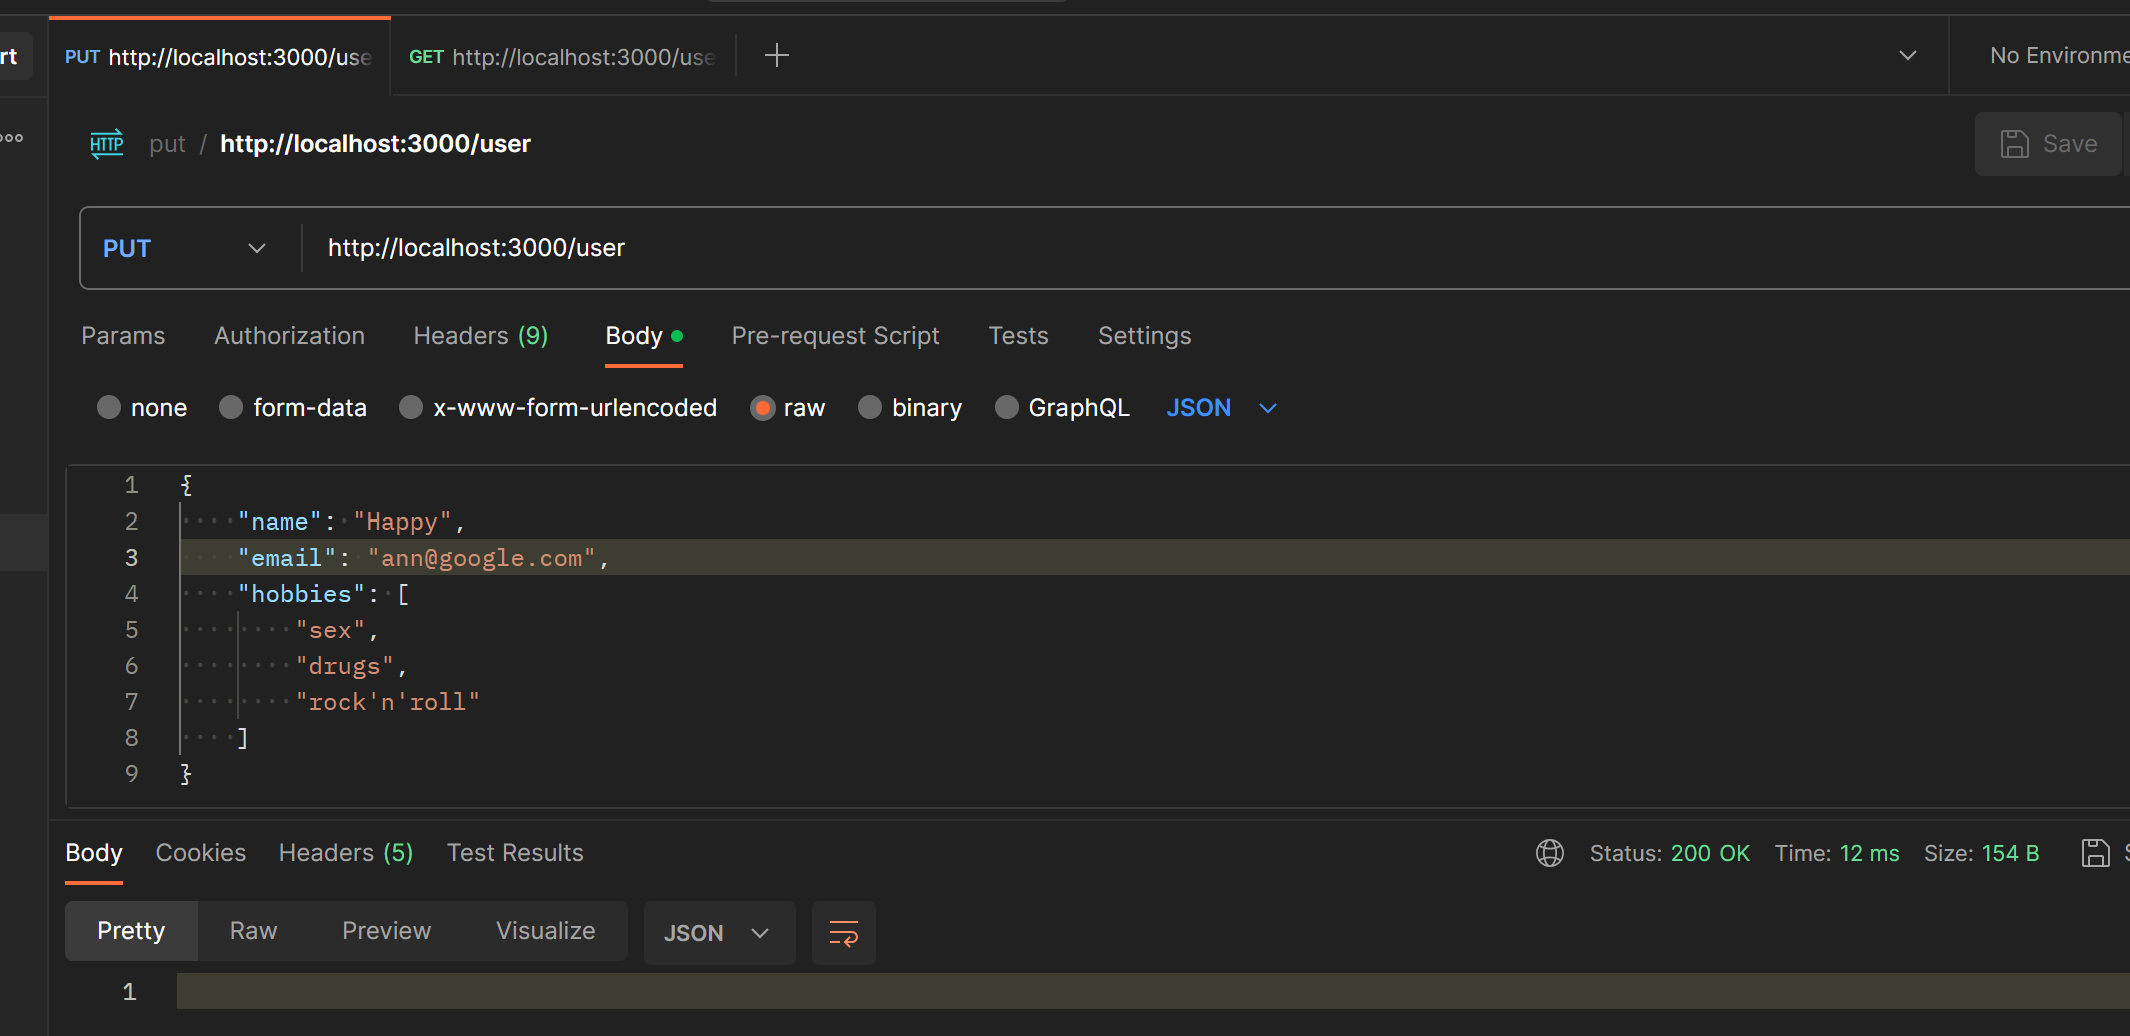 rt PUT http://localhost:3000/use GET http://localhost:3000/use No Environme
HTTP put / http://localhost:3000/user Save
PUT http://localhost:3000/user
Params Authorization Headers (9) Body Pre-request Script Tests Settings
none form-data x-www-form-urlencoded raw binary GraphQL JSON
1 {
2 "name": "Happy",
3 "email": "ann@google.com",
4 "hobbies": [
5 "sex",
6 "drugs",
7 "rock'n'roll"
8 ]
9 }
Body Cookies Headers (5) Test Results Status: 200 OK Time: 12 ms Size: 154 B S
Pretty Raw Preview Visualize JSON
1